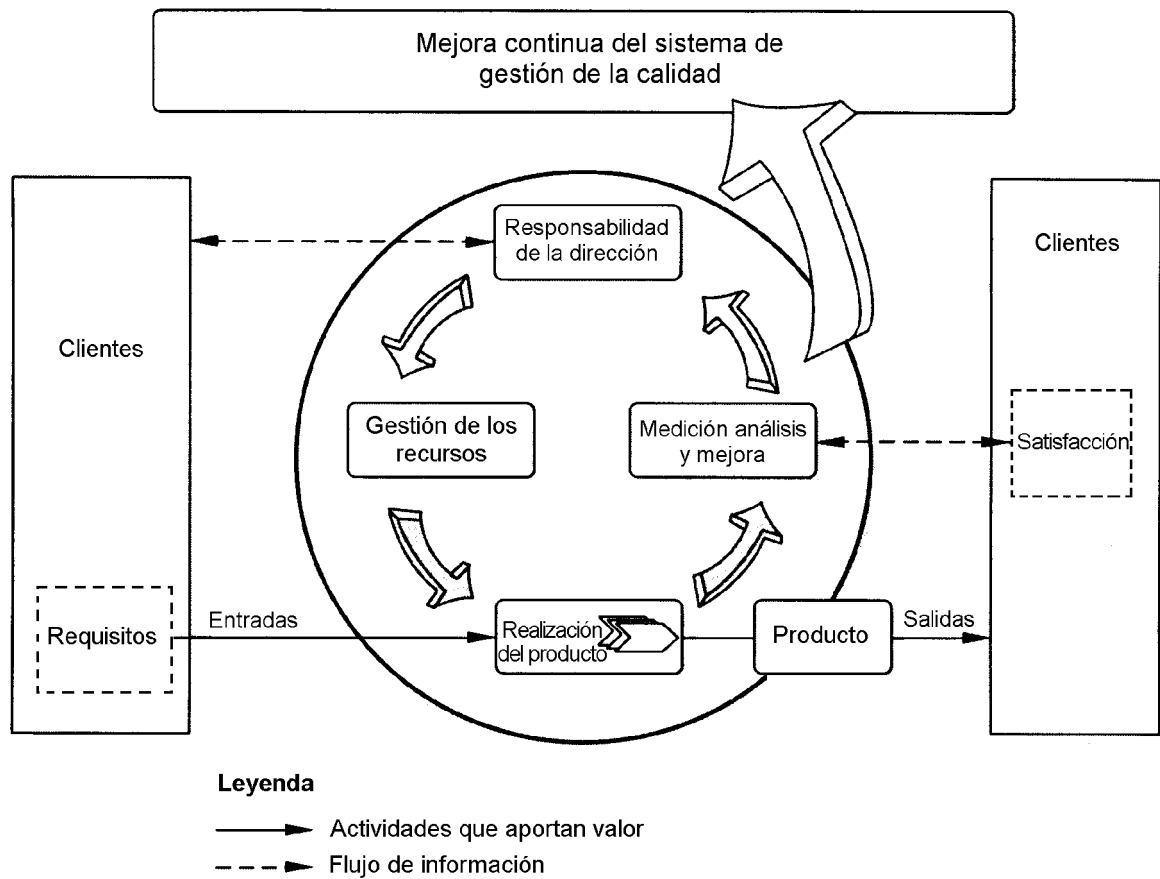 Mejora continua del sistema de
gestión de la calidad
Responsabilidad
de la dirección
Clientes
Clientes
Gestión de los
recursos
Medición análisis
y mejora
Satisfacción
Requisitos
Entradas
Realización
del producto
Producto
Salidas
Leyenda
Actividades que aportan valor
Flujo de información